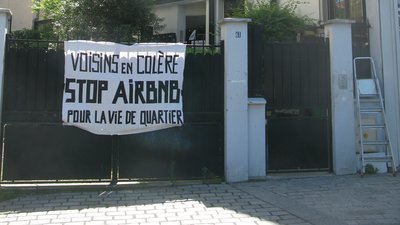 VOISINS en COLÈRE
STOP AiRBNB
POUR LA VIE DE QUARTIER